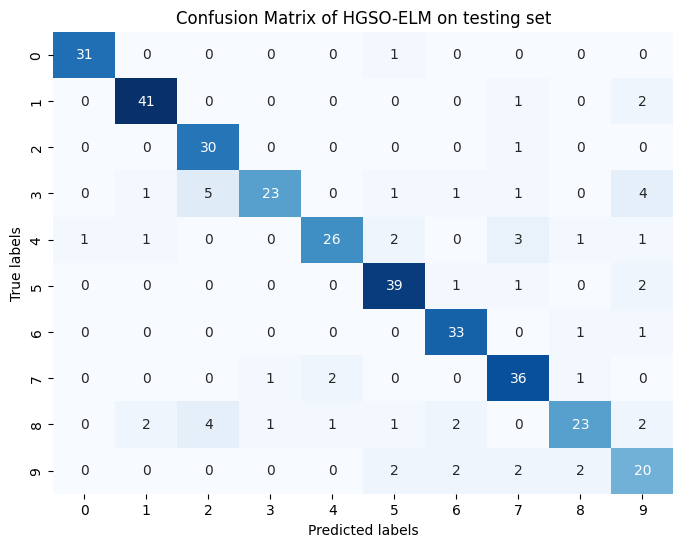 Confusion Matrix of HGSO-ELM on testing set
True labels
0 31 0 0 0 0 1 0 0 0 0
1 0 41 0 0 0 0 0 1 0 2
2 0 0 30 0 0 0 0 1 0 0
3 0 1 5 23 0 1 1 1 0 4
4 1 1 0 0 26 2 0 3 1 1
5 0 0 0 0 0 39 1 1 0 2
6 0 0 0 0 0 0 33 0 1 1
7 0 0 0 1 2 0 0 36 1 0
8 0 2 4 1 1 1 2 0 23 2
9 0 0 0 0 0 2 2 2 2 20
0 1 2 3 4 5 6 7 8 9
Predicted labels